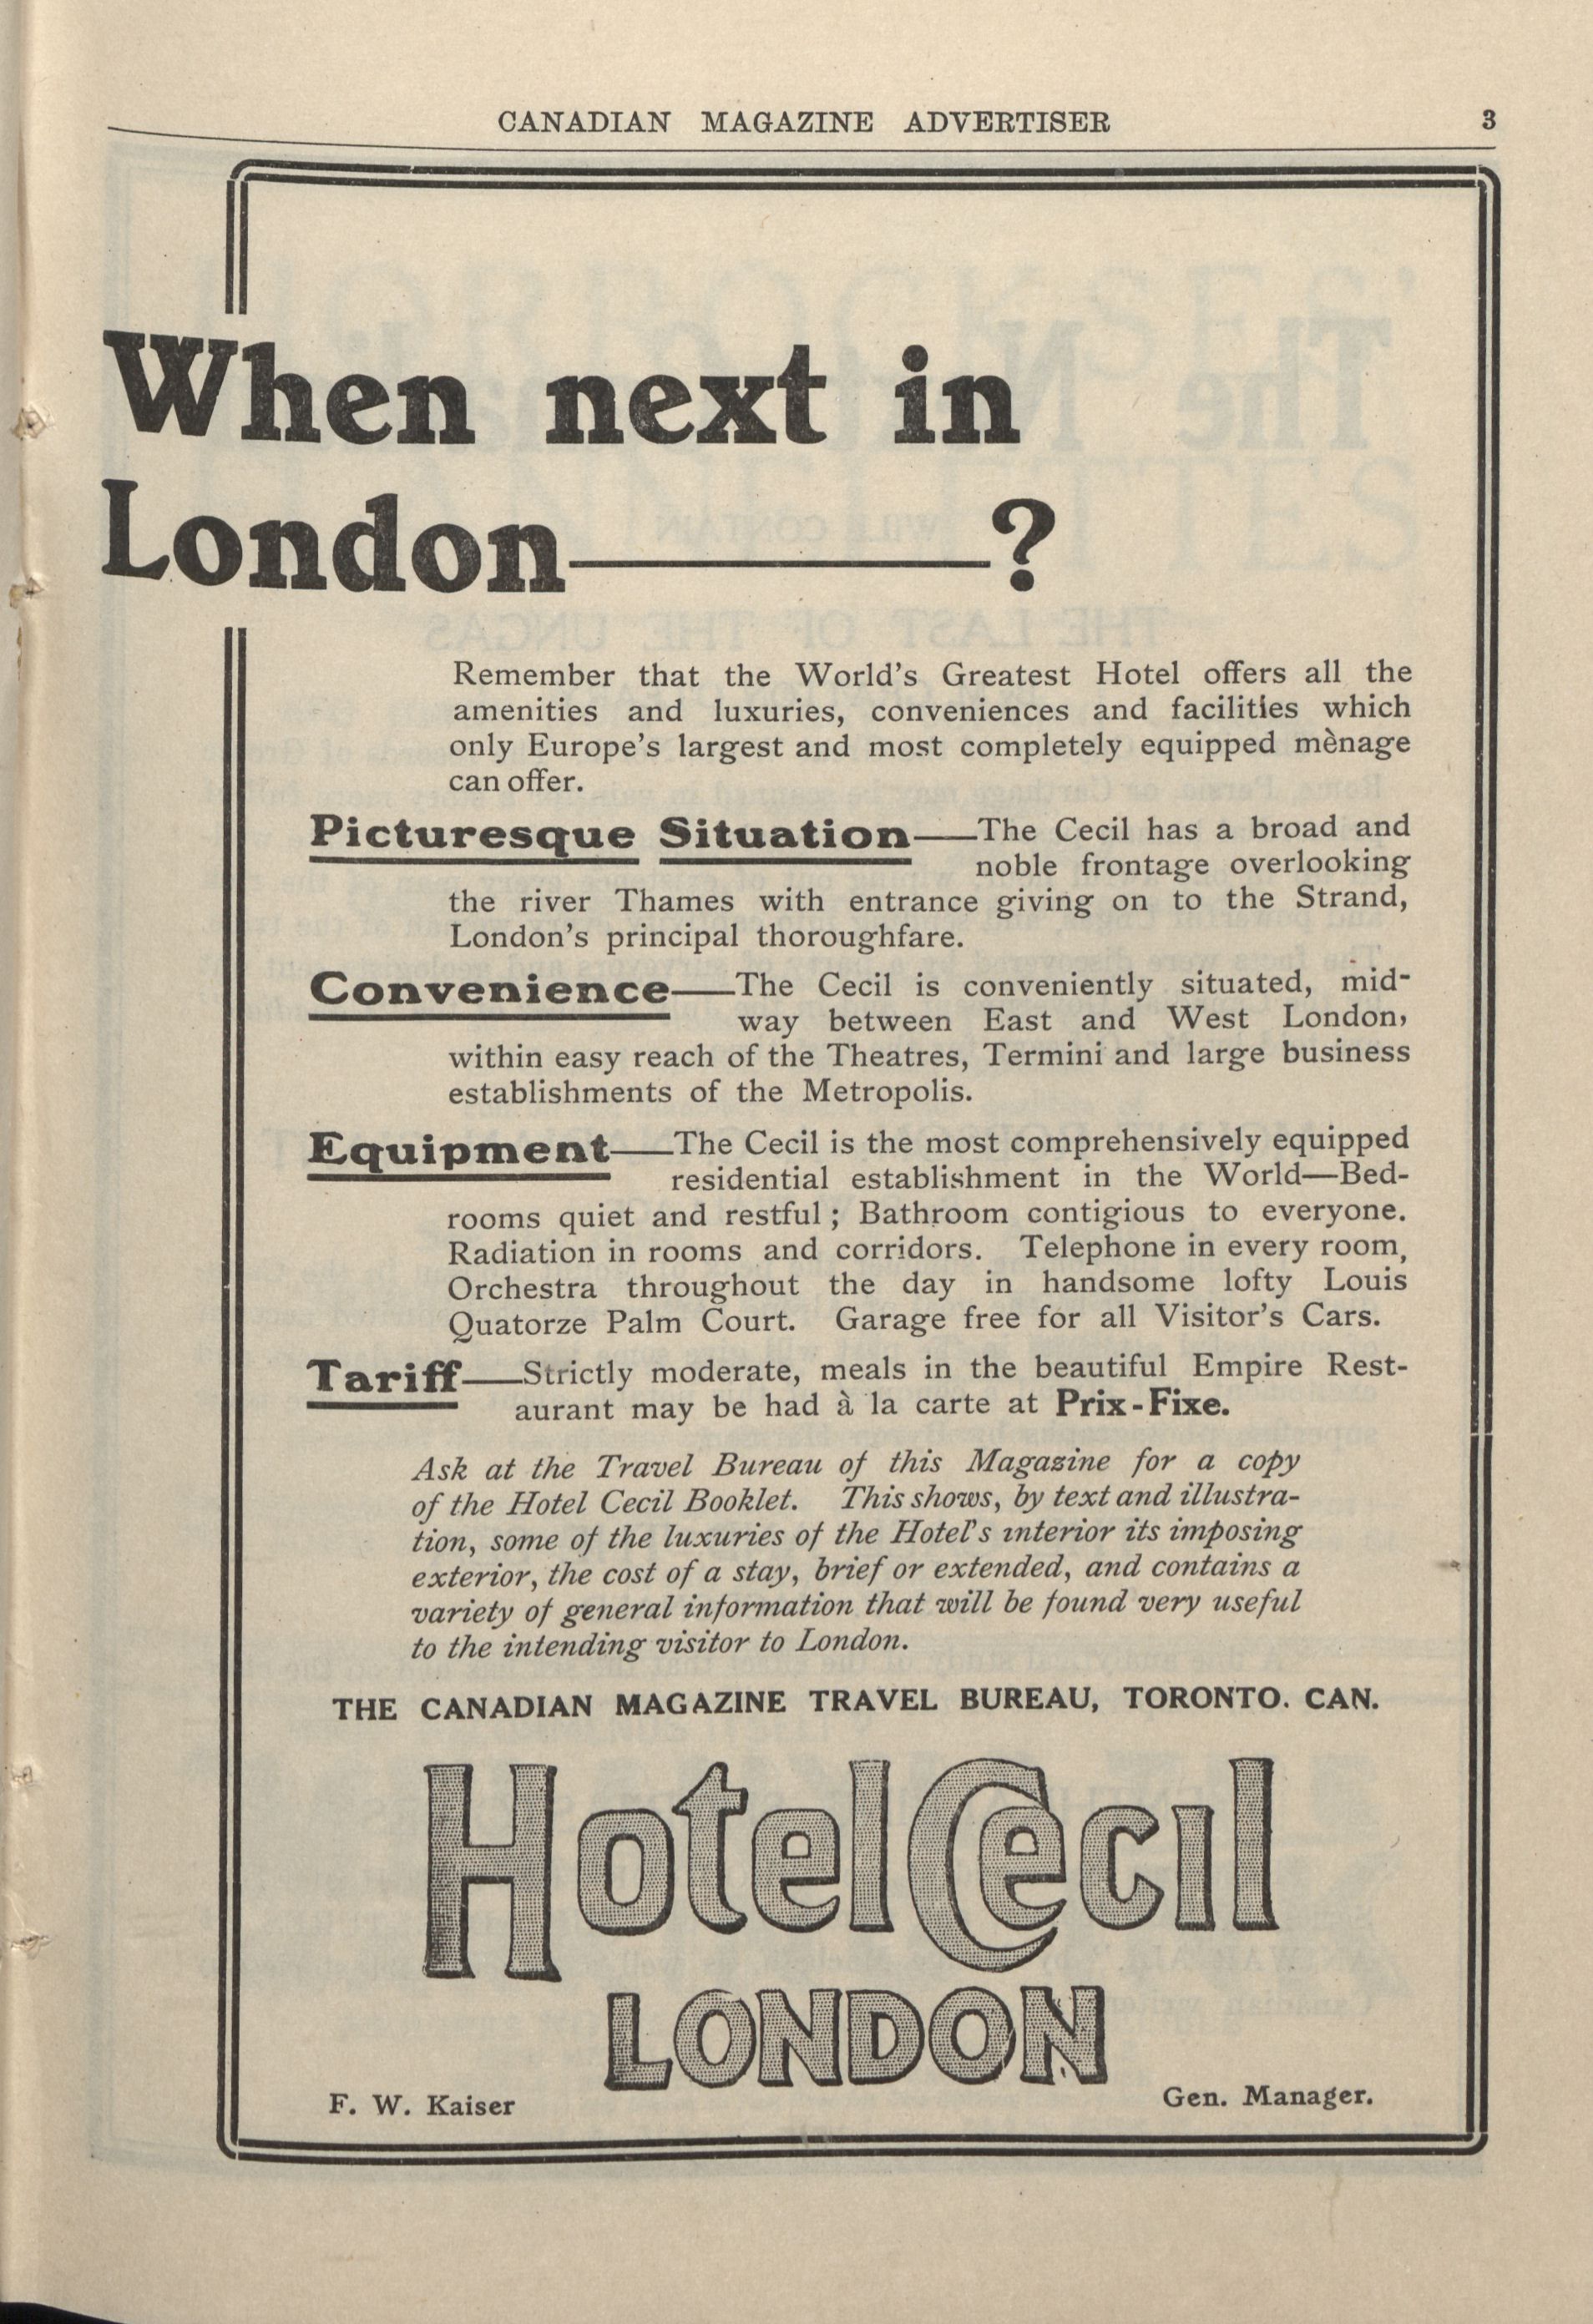 CANADIAN MAGAZINE ADVERTISER 3
When next in
London————?
Remember that the World's Greatest Hotel offers all the
amenities and luxuries, conveniences and facilities which
only Europe's largest and most completely equipped mènage
can offer.
Picturesque Situation—The Cecil has a broad and
noble frontage overlooking
the river Thames with entrance giving on to the Strand,
London's principal thoroughfare.
Convenience—The Cecil is conveniently situated, mid-
way between East and West London,
within easy reach of the Theatres, Termini and large business
establishments of the Metropolis.
Equipment—The Cecil is the most comprehensively equipped
residential establishment in the World—Bed-
rooms quiet and restful; Bathroom contigious to everyone.
Radiation in rooms and corridors. Telephone in every room,
Orchestra throughout the day in handsome lofty Louis
Quatorze Palm Court. Garage free for all Visitor's Cars.
Tariff—Strictly moderate, meals in the beautiful Empire Rest-
aurant may be had à la carte at Prix-Fixe.
Ask at the Travel Bureau of this Magazine for a copy
of the Hotel Cecil Booklet. This shows, by text and illustra-
tion, some of the luxuries of the Hotel's interior its imposing
exterior, the cost of a stay, brief or extended, and contains a
variety of general information that will be found very useful
to the intending visitor to London.
THE CANADIAN MAGAZINE TRAVEL BUREAU, TORONTO. CAN.
Hotel Cecil
LONDON
F. W. Kaiser Gen. Manager.